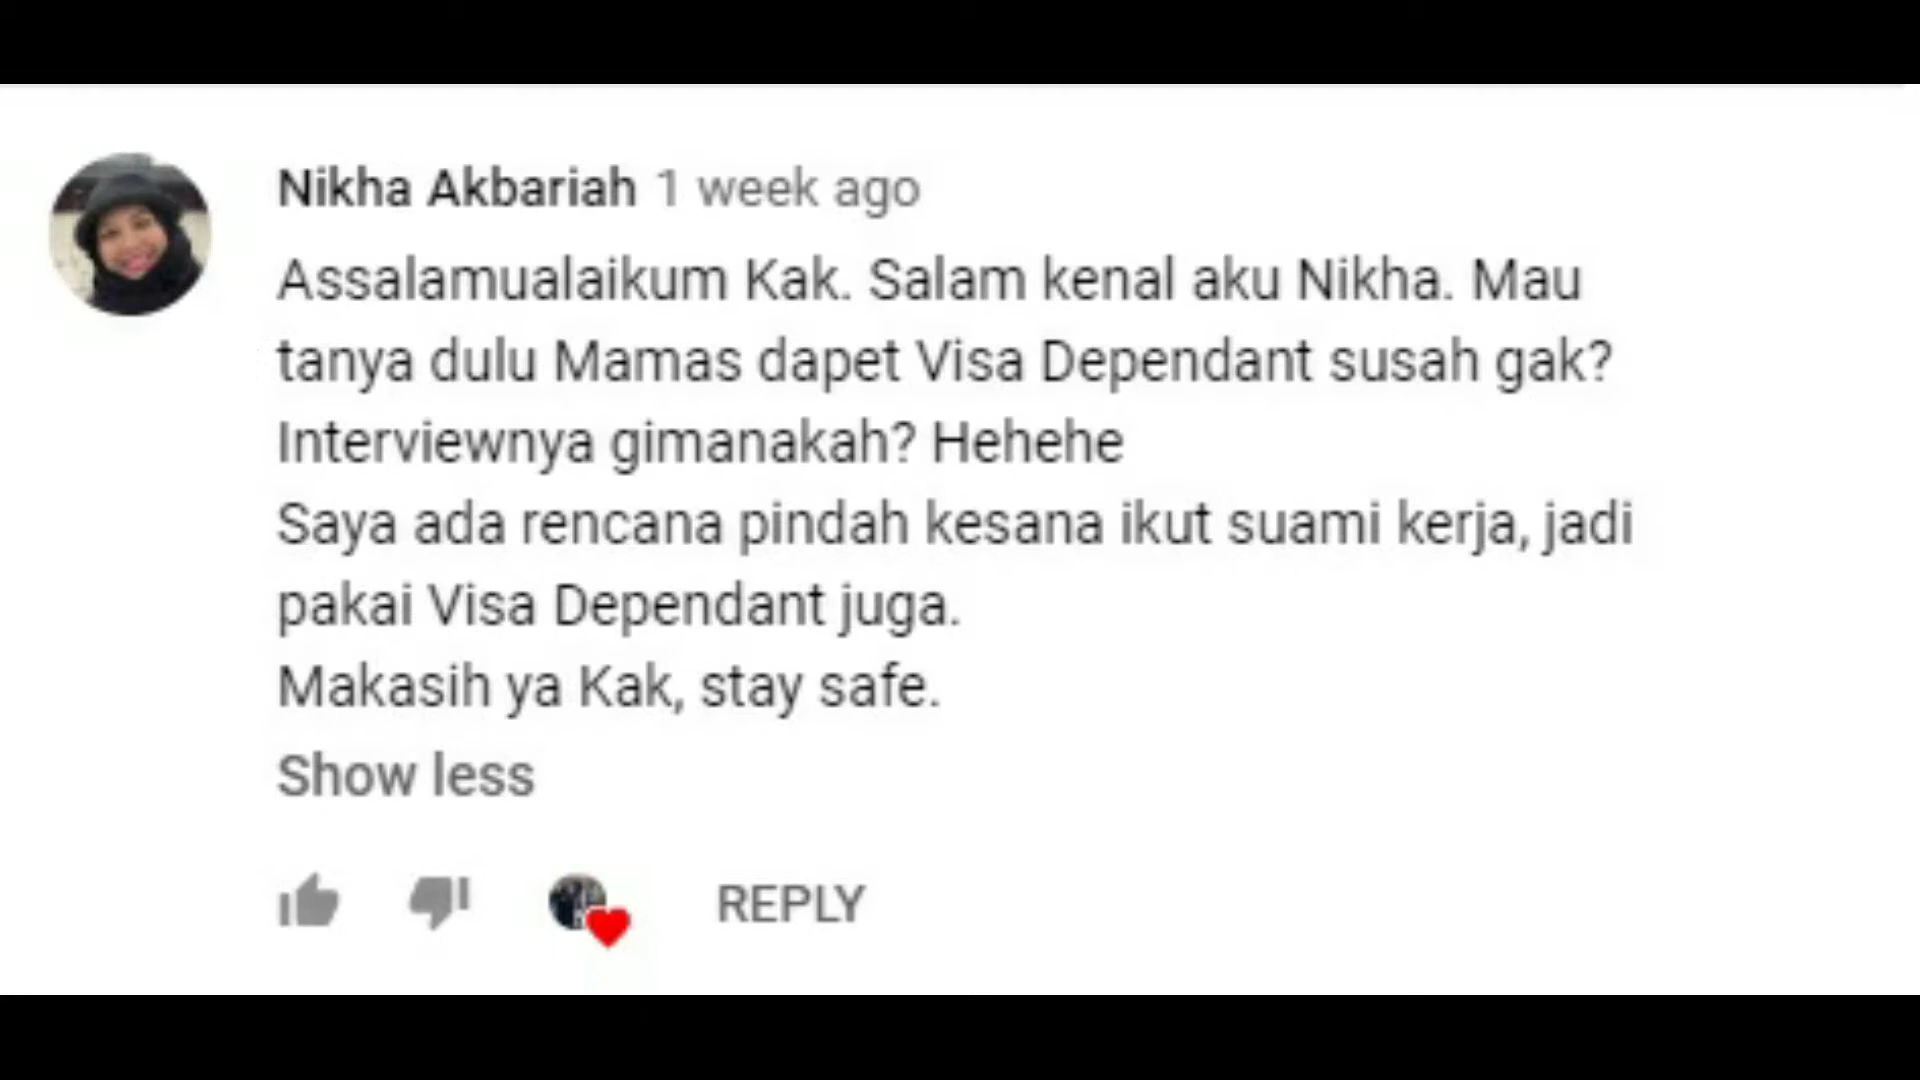 Nikha Akbariah 1 week ago
Assalamualaikum Kak. Salam kenal aku Nikha. Mau
tanya dulu Mamas dapet Visa Dependant susah gak?
Interviewnya gimanakah? Hehehe
Saya ada rencana pindah kesana ikut suami kerja, jadi
pakai Visa Dependant juga.
Makasih ya Kak, stay safe.
Show less
REPLY